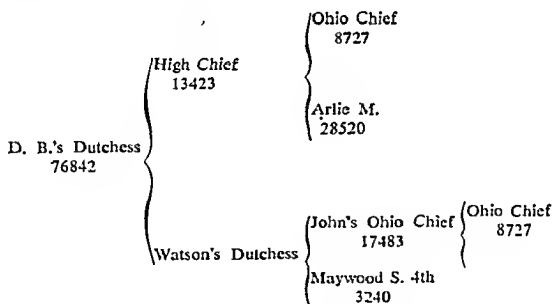 Ohio Chief
8727
High Chief
13423
Arlie M.
28520
D. B.'s Dutchess
76842
John's Ohio Chief
17483
Ohio Chief
8727
Watson's Dutchess
Maywood S. 4th
3240